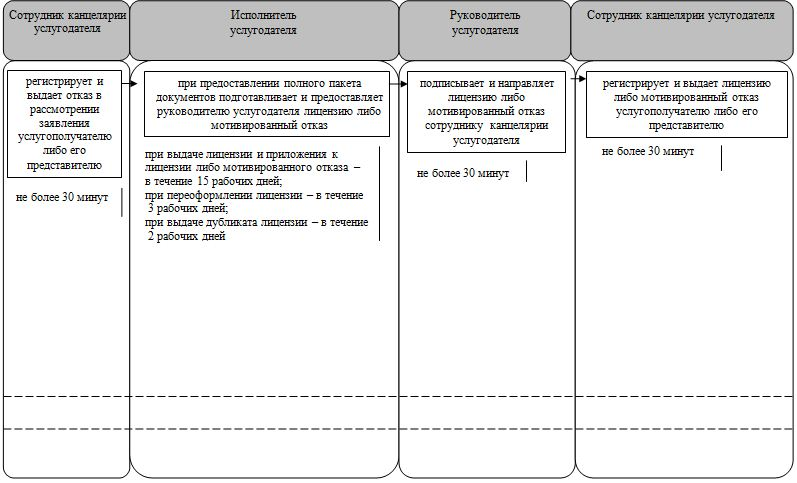 Сотрудник канцелярии
услугодателя
Исполнитель
услугодателя
Руководитель
услугодателя
Сотрудник канцелярии услугодателя
регистрирует и
выдает отказ в
рассмотрении
заявления
услугополучателю
либо его
представителю
не более 30 минут
при предоставлении полного пакета
документов подготавливает и предоставляет
руководителю услугодателя лицензию либо
мотивированный отказ
при выдаче лицензии и приложения к
лицензии либо мотивированного отказа –
в течение 15 рабочих дней;
при переоформлении лицензии – в течение
3 рабочих дней;
при выдаче дубликата лицензии – в течение
2 рабочих дней
подписывает и направляет
лицензию либо
мотивированный отказ
сотруднику канцелярии
услугодателя
не более 30 минут
регистрирует и выдает лицензию
либо мотивированный отказ
услугополучателю либо его
представителю
не более 30 минут